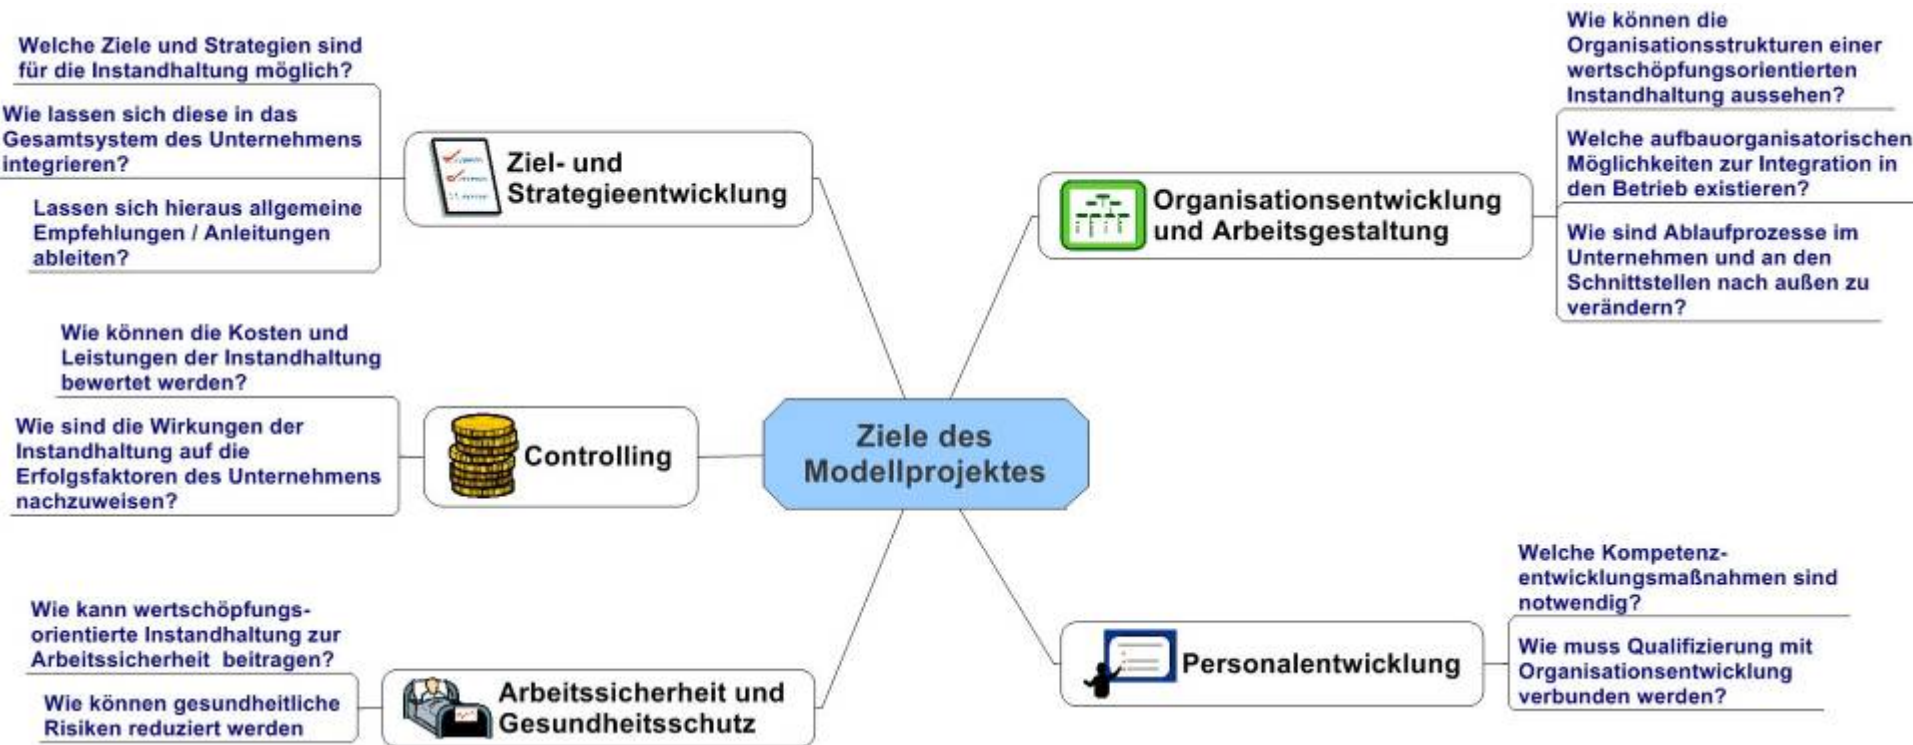 Welche Ziele und Strategien sind
für die Instandhaltung möglich?
Wie lassen sich diese in das
Gesamtsystem des Unternehmens
integrieren?
Lassen sich hieraus allgemeine
Empfehlungen / Anleitungen
ableiten?
Ziel- und
Strategieentwicklung
Wie können die Kosten und
Leistungen der Instandhaltung
bewertet werden?
Wie sind die Wirkungen der
Instandhaltung auf die
Erfolgsfaktoren des Unternehmens
nachzuweisen?
Controlling
Wie kann wertschöpfungs-
orientierte Instandhaltung zur
Arbeitssicherheit beitragen?
Wie können gesundheitliche
Risiken reduziert werden
Arbeitssicherheit und
Gesundheitsschutz
Ziele des
Modellprojektes
Organisationsentwicklung
und Arbeitsgestaltung
Wie können die
Organisationsstrukturen einer
wertschöpfungsorientierten
Instandhaltung aussehen?
Welche aufbauorganisatorischen
Möglichkeiten zur Integration in
den Betrieb existieren?
Wie sind Ablaufprozesse im
Unternehmen und an den
Schnittstellen nach außen zu
verändern?
Personalentwicklung
Welche Kompetenz-
entwicklungsmaßnahmen sind
notwendig?
Wie muss Qualifizierung mit
Organisationsentwicklung
verbunden werden?